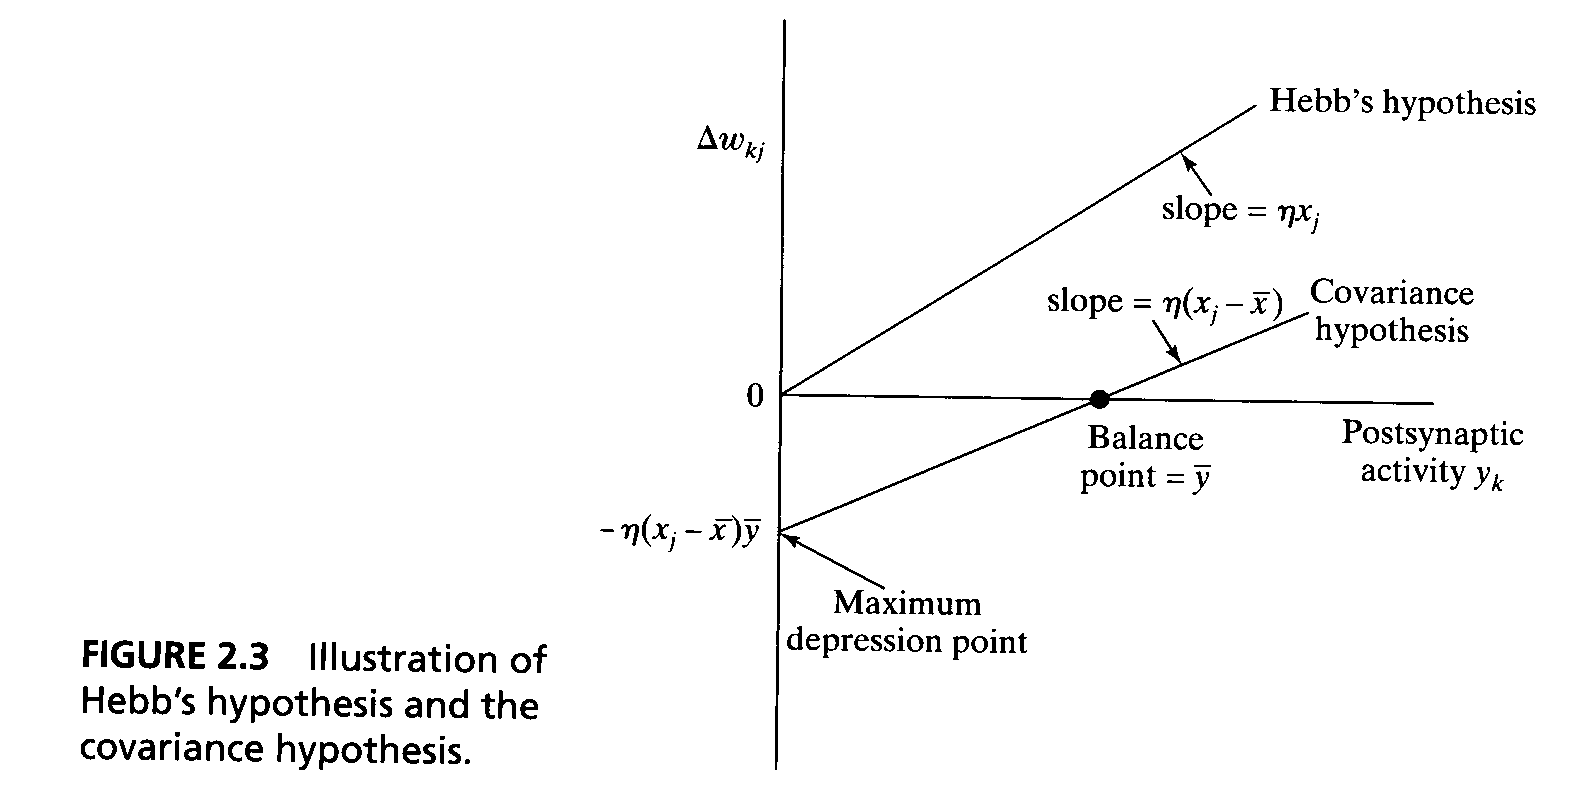 Hebb's hypothesis
Δw_kj
slope = ηx_j
slope = η(x_j − x̅)
Covariance
hypothesis
0
Balance
point = y̅
Postsynaptic
activity y_k
−η(x_j − x̅)y̅
Maximum
depression point
FIGURE 2.3 Illustration of
Hebb's hypothesis and the
covariance hypothesis.